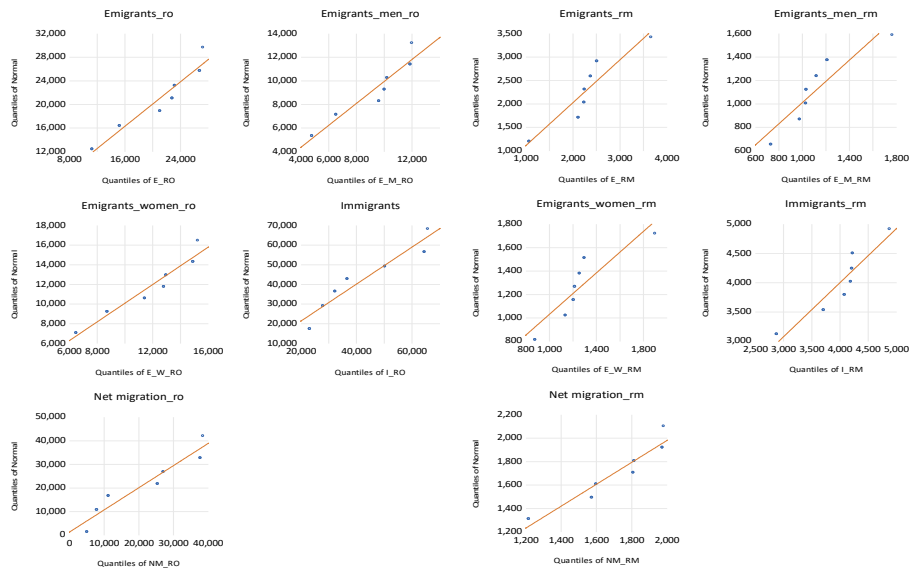 Emigrants_ro
Quantiles of Normal
32,000
28,000
24,000
20,000
16,000
12,000
8,000 16,000 24,000
Quantiles of E_RO
Emigrants_men_ro
Quantiles of Normal
14,000
12,000
10,000
8,000
6,000
4,000
4,000 6,000 8,000 12,000
Quantiles of E_M_RO
Emigrants_rm
Quantiles of Normal
3,500
3,000
2,500
2,000
1,500
1,000
1,000 2,000 3,000 4,000
Quantiles of E_RM
Emigrants_men_rm
Quantiles of Normal
1,600
1,400
1,200
1,000
800
600
600 800 1,000 1,400 1,800
Quantiles of E_M_RM
Emigrants_women_ro
Quantiles of Normal
18,000
16,000
14,000
12,000
10,000
8,000
6,000
6,000 8,000 12,000 16,000
Quantiles of E_W_RO
Immigrants
Quantiles of Normal
70,000
60,000
50,000
40,000
30,000
20,000
10,000
20,000 40,000 60,000
Quantiles of I_RO
Emigrants_women_rm
Quantiles of Normal
1,800
1,600
1,400
1,200
1,000
800
800 1,000 1,400 1,800
Quantiles of E_W_RM
Immigrants_rm
Quantiles of Normal
5,000
4,500
4,000
3,500
3,000
2,500 3,000 3,500 4,000 4,500 5,000
Quantiles of I_RM
Net migration_ro
Quantiles of Normal
50,000
40,000
30,000
20,000
10,000
0
0 10,000 20,000 30,000 40,000
Quantiles of NM_RO
Net migration_rm
Quantiles of Normal
2,200
2,000
1,800
1,600
1,400
1,200
1,200 1,400 1,600 1,800 2,000
Quantiles of NM_RM